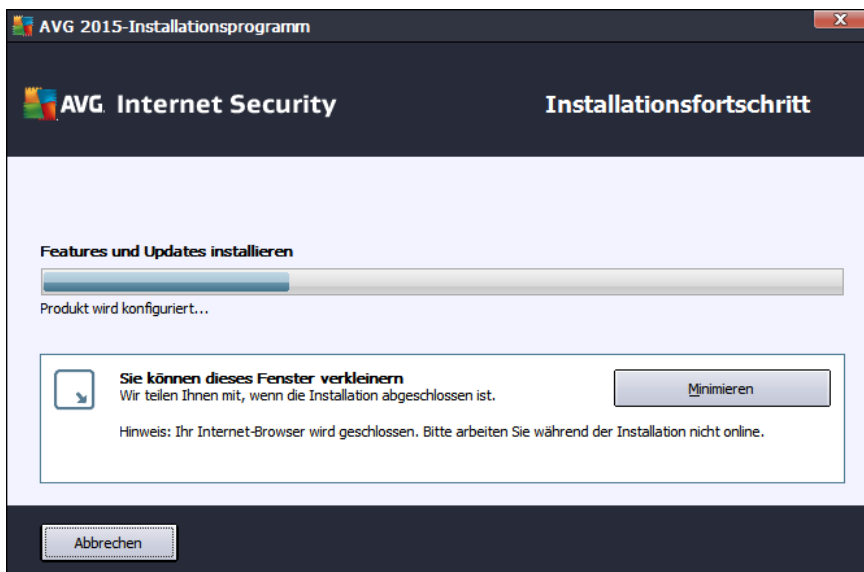 AVG 2015-Installationsprogramm
AVG. Internet Security
Installationsfortschritt
Features und Updates installieren
Produkt wird konfiguriert...
Sie können dieses Fenster verkleinern
Wir teilen Ihnen mit, wenn die Installation abgeschlossen ist.
Minimieren
Hinweis: Ihr Internet-Browser wird geschlossen. Bitte arbeiten Sie während der Installation nicht online.
Abbrechen